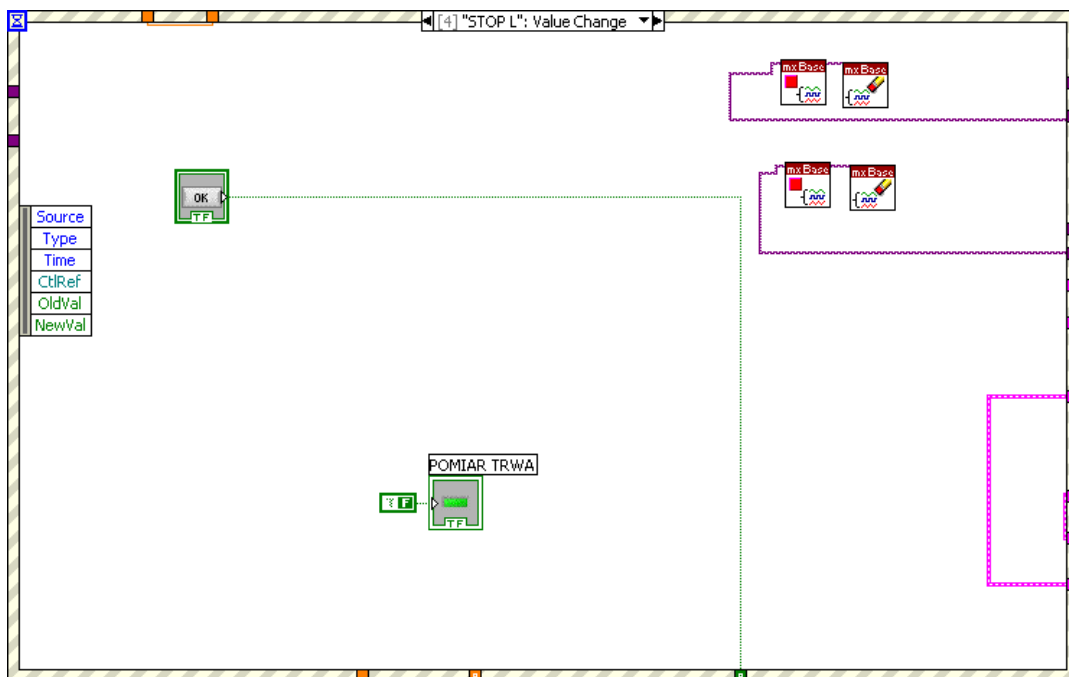 [4] "STOP L": Value Change
mxBase
mxBase
mxBase
mxBase
OK
TF
Source
Type
Time
CtlRef
OldVal
NewVal
POMIAR TRWA
F
TF